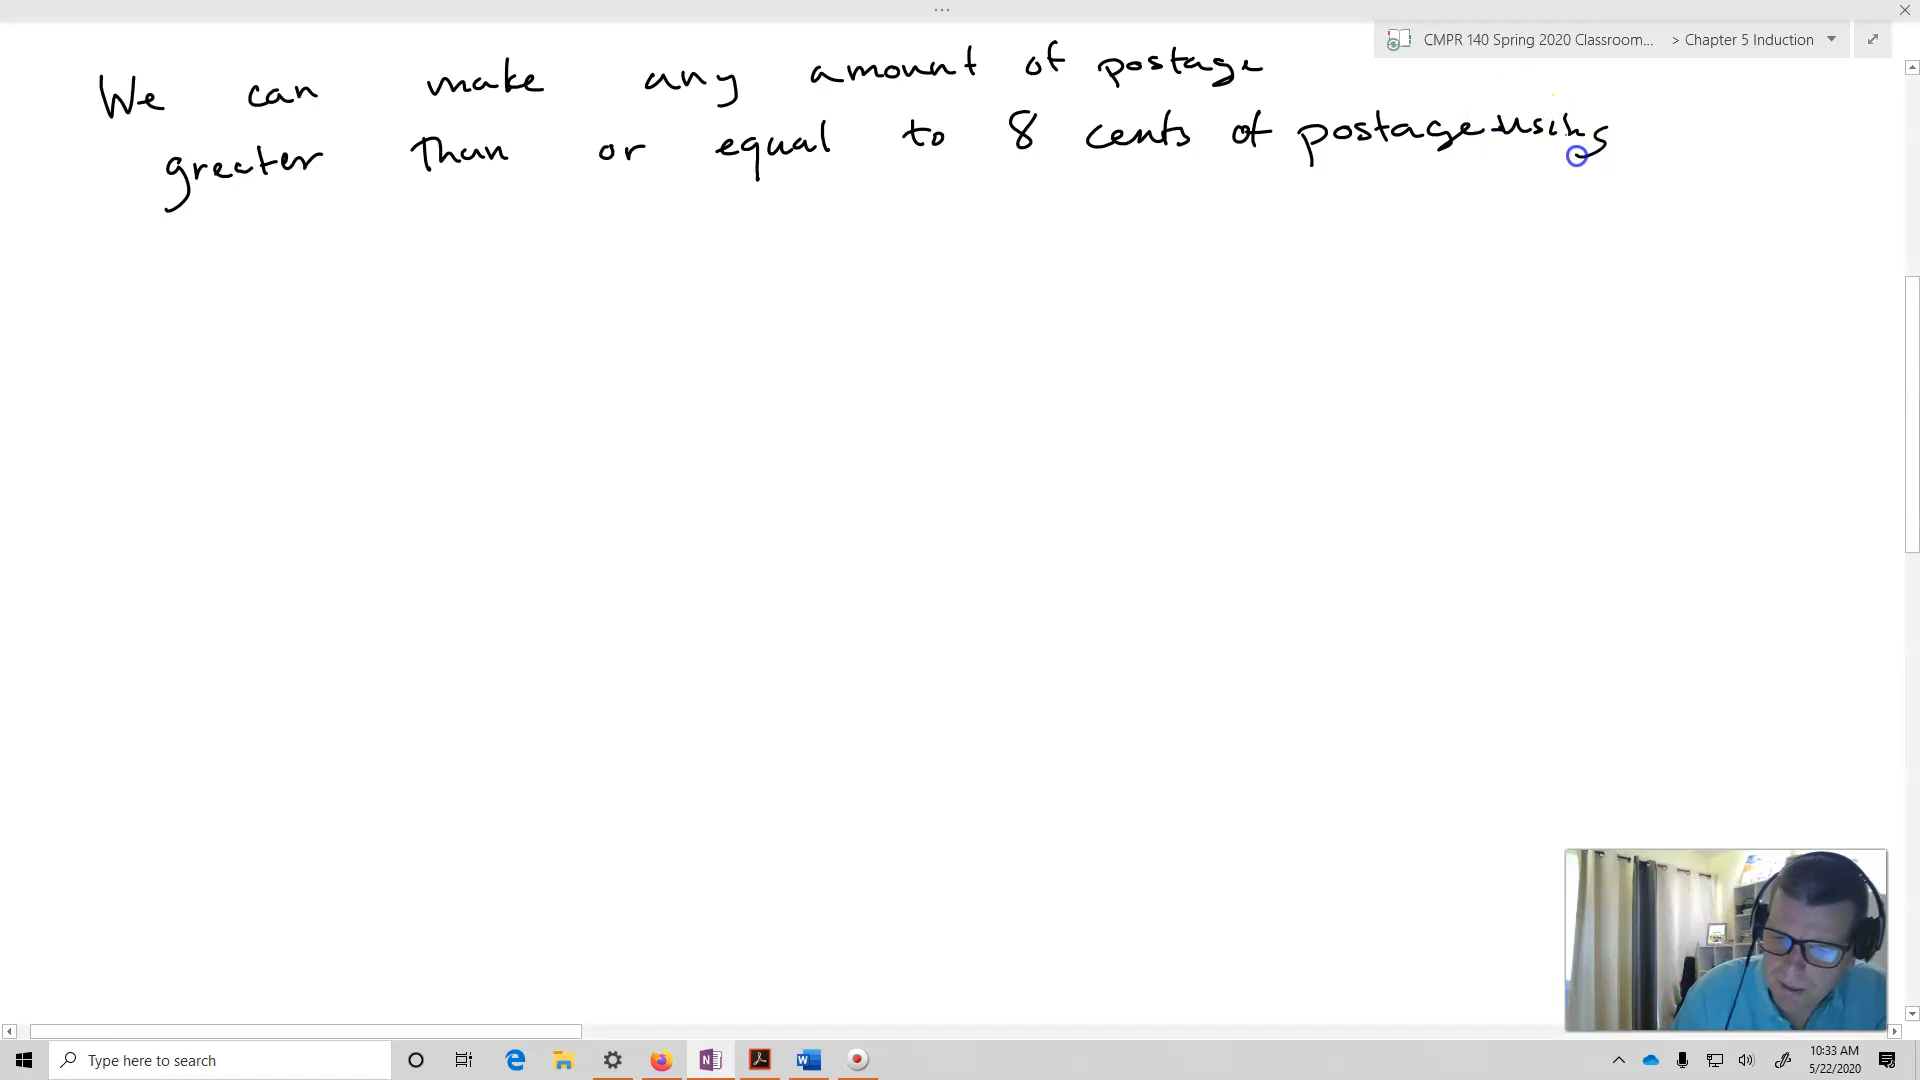 CMPR 140 Spring 2020 Classroom... > Chapter 5 Induction
We can make any amount of postage
greater than or equal to 8 cents of postage using
Type here to search
10:33 AM
5/22/2020